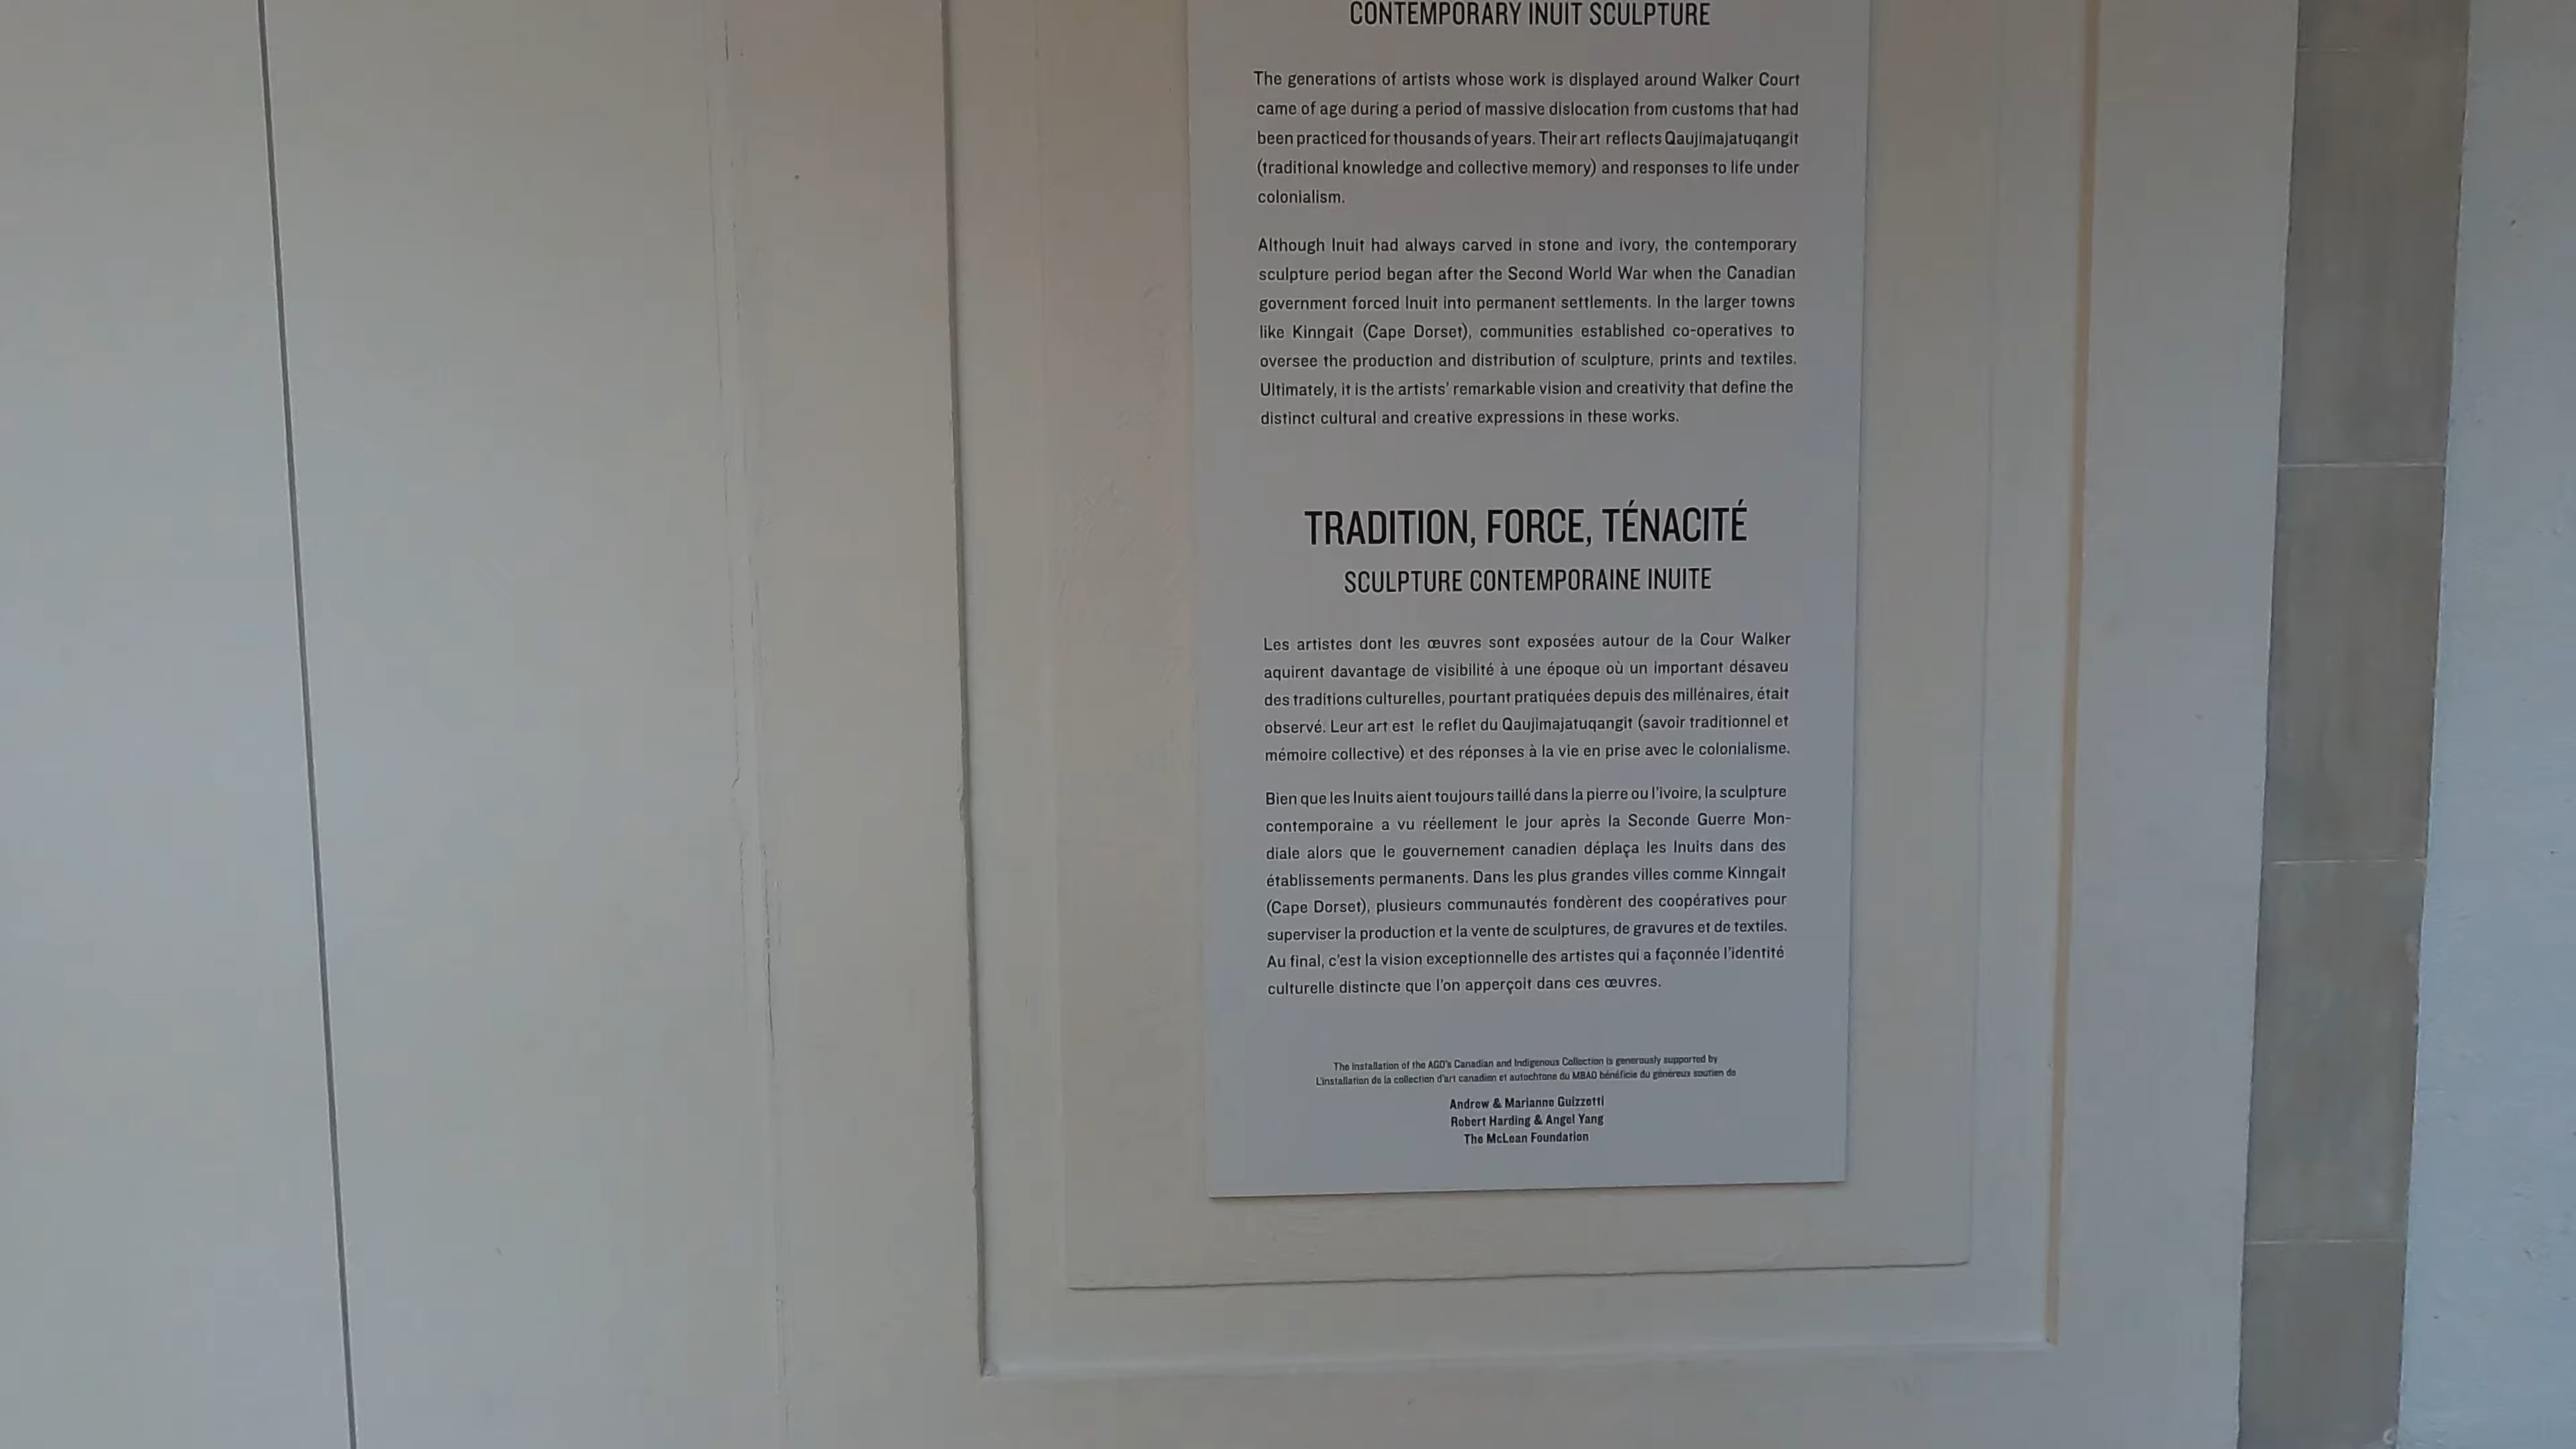 CONTEMPORARY INUIT SCULPTURE
The generations of artists whose work is displayed around Walker Court
came of age during a period of massive dislocation from customs that had
been practiced for thousands of years. Their art reflects Qaujimajatuqangit
(traditional knowledge and collective memory) and responses to life under
colonialism.
Although Inuit had always carved in stone and ivory, the contemporary
sculpture period began after the Second World War when the Canadian
government forced Inuit into permanent settlements. In the larger towns
like Kinngait (Cape Dorset), communities established co-operatives to
oversee the production and distribution of sculpture, prints and textiles.
Ultimately, it is the artists' remarkable vision and creativity that define the
distinct cultural and creative expressions in these works.
TRADITION, FORCE, TÉNACITÉ
SCULPTURE CONTEMPORAINE INUITE
Les artistes dont les œuvres sont exposées autour de la Cour Walker
aquirent davantage de visibilité à une époque où un important désaveu
des traditions culturelles, pourtant pratiquées depuis des millénaires, était
observé. Leur art est le reflet du Qaujimajatuqangit (savoir traditionnel et
mémoire collective) et des réponses à la vie en prise avec le colonialisme.
Bien que les Inuits aient toujours taillé dans la pierre ou l'ivoire, la sculpture
contemporaine a vu réellement le jour après la Seconde Guerre Mon-
diale alors que le gouvernement canadien déplaça les Inuits dans des
établissements permanents. Dans les plus grandes villes comme Kinngait
(Cape Dorset), plusieurs communautés fondèrent des coopératives pour
superviser la production et la vente de sculptures, de gravures et de textiles.
Au final, c'est la vision exceptionnelle des artistes qui a façonnée l'identité
culturelle distincte que l'on apperçoit dans ces œuvres.
The installation of the AGO's Canadian and Indigenous Collection is generously supported by
L'installation de la collection d'art canadien et autochtone du MBAO bénéficie du généreux soutien de
Andrew & Marianne Guizzetti
Robert Harding & Angel Yang
The McLean Foundation